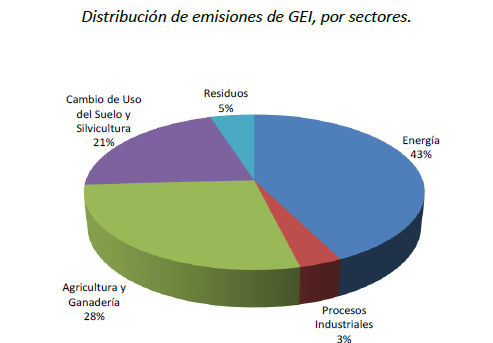 Distribución de emisiones de GEI, por sectores.
Residuos
5%
Cambio de Uso
del Suelo y
Silvicultura
21%
Energía
43%
Agricultura y
Ganadería
28%
Procesos
Industriales
3%